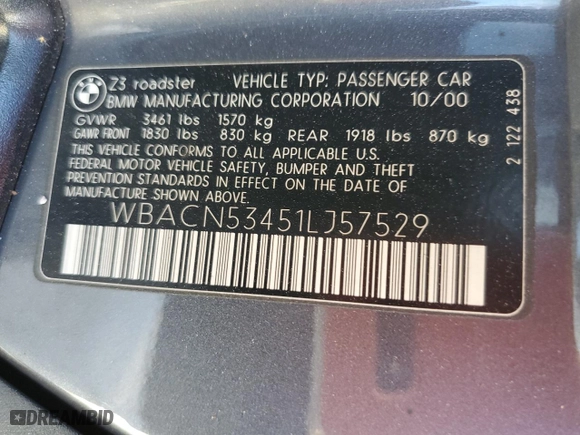 BMW Z3 roadster VEHICLE TYP: PASSENGER CAR
BMW MANUFACTURING CORPORATION 10/00
GVWR 3461 lbs 1570 kg
GAWR FRONT 1830 lbs 830 kg REAR 1918 lbs 870 kg
THIS VEHICLE CONFORMS TO ALL APPLICABLE U.S.
FEDERAL MOTOR VEHICLE SAFETY, BUMPER AND THEFT
PREVENTION STANDARDS IN EFFECT ON THE DATE OF
MANUFACTURE SHOWN ABOVE.
WBACN53451LJ57529
2 122 438
DREAMBID